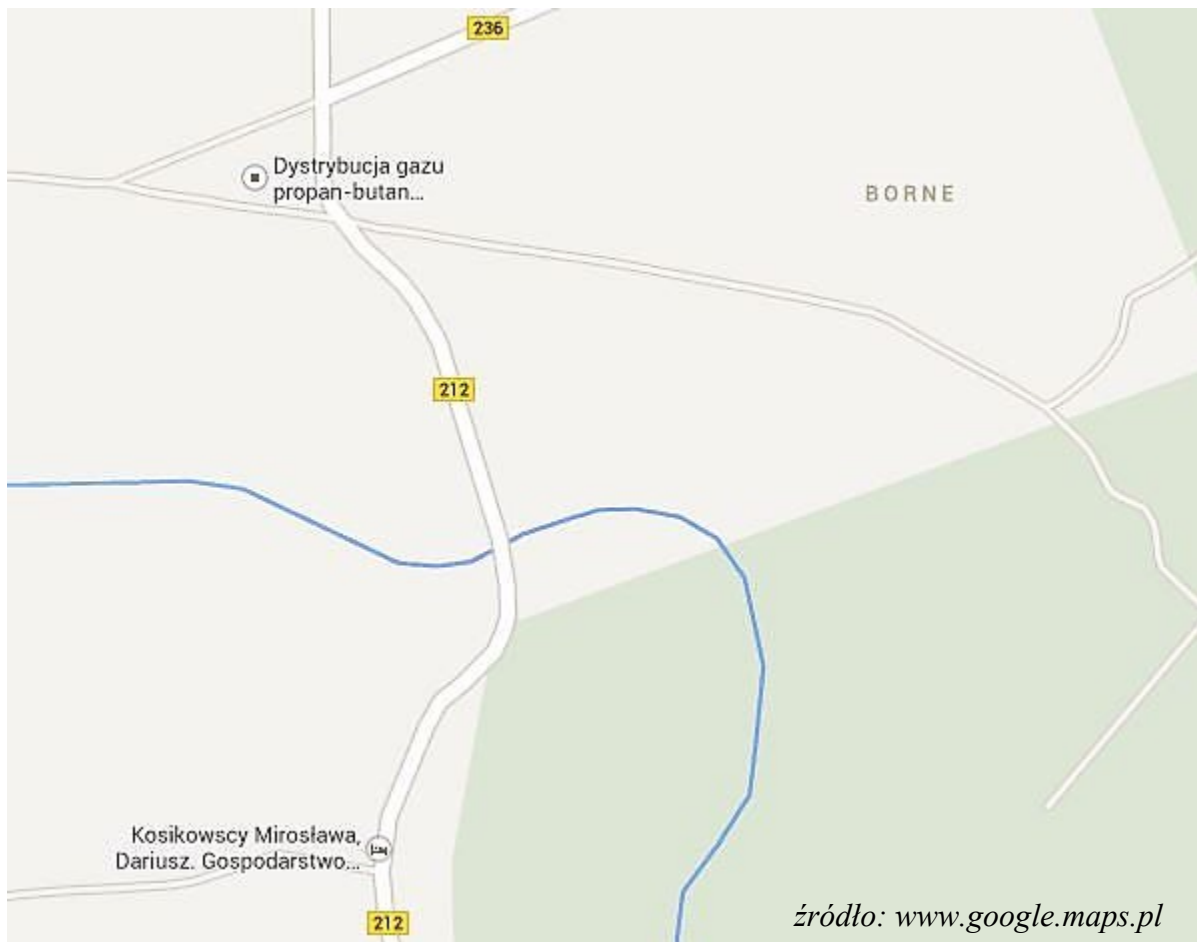 236
Dystrybucja gazu
propan-butan...
BORNE
212
Kosikowscy Mirosława,
Dariusz. Gospodarstwo...
212
źródło: www.google.maps.pl